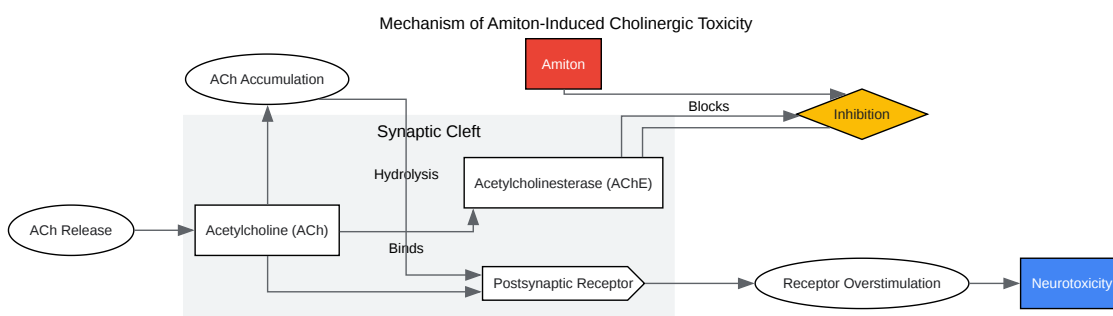 Mechanism of Amiton-Induced Cholinergic Toxicity
Amiton
ACh Accumulation
Blocks
Inhibition
Synaptic Cleft
Hydrolysis
Acetylcholinesterase (AChE)
ACh Release
Acetylcholine (ACh)
Binds
Postsynaptic Receptor
Receptor Overstimulation
Neurotoxicity